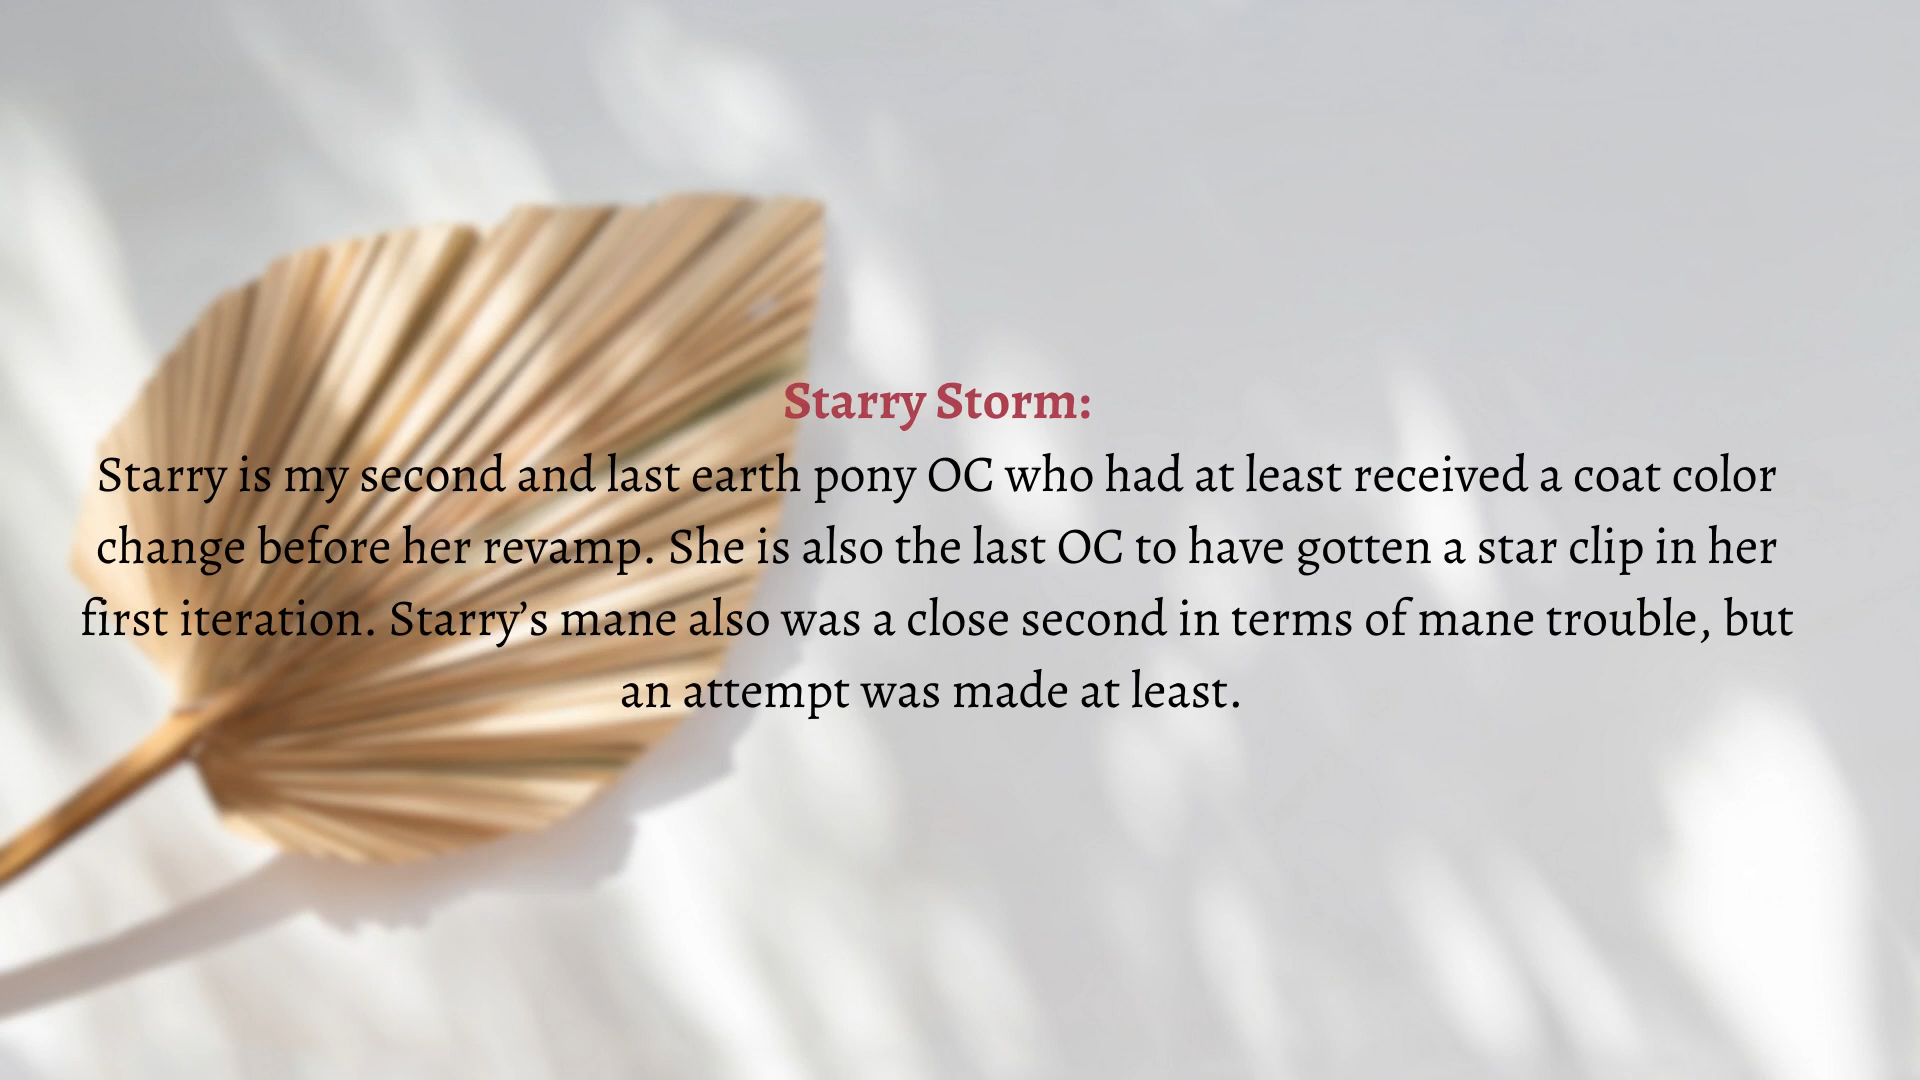 Starry Storm:
Starry is my second and last earth pony OC who had at least received a coat color
change before her revamp. She is also the last OC to have gotten a star clip in her
first iteration. Starry’s mane also was a close second in terms of mane trouble, but
an attempt was made at least.